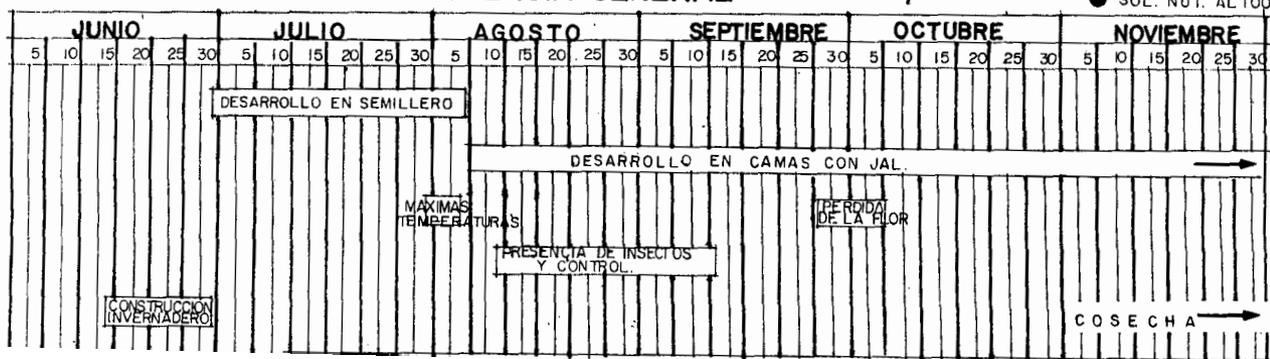 ● SOL. NUT. AL 100
JUNIO JULIO AGOSTO SEPTIEMBRE OCTUBRE NOVIEMBRE
5 10 15 20 25 30 5 10 15 20 25 30 5 10 15 20 25 30 5 10 15 20 25 30 5 10 15 20 25 30 5 10 15 20 25 30
DESARROLLO EN SEMILLERO
DESARROLLO EN CAMAS CON JAL.
MAXIMAS
TEMPERATURAS
PERDIDA
DE LA FLOR
PRESENCIA DE INSECTOS
Y CONTROL.
CONSTRUCCION
INVERNADERO
COSECHA